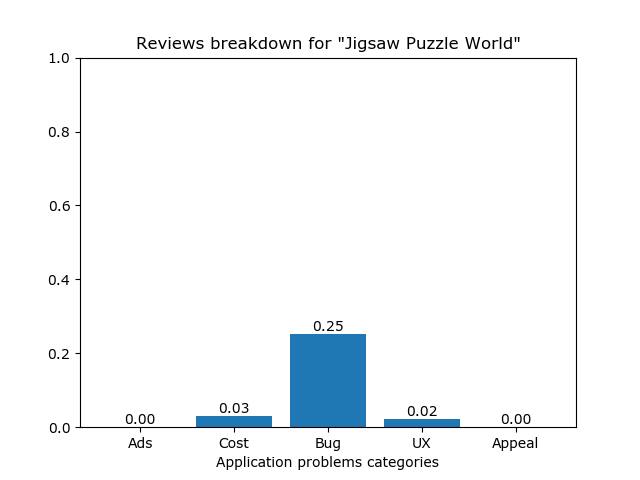 Reviews breakdown for "Jigsaw Puzzle World"
1.0
0.8
0.6
0.4
0.2
0.0
0.00
0.03
0.25
0.02
0.00
Ads
Cost
Bug
UX
Appeal
Application problems categories